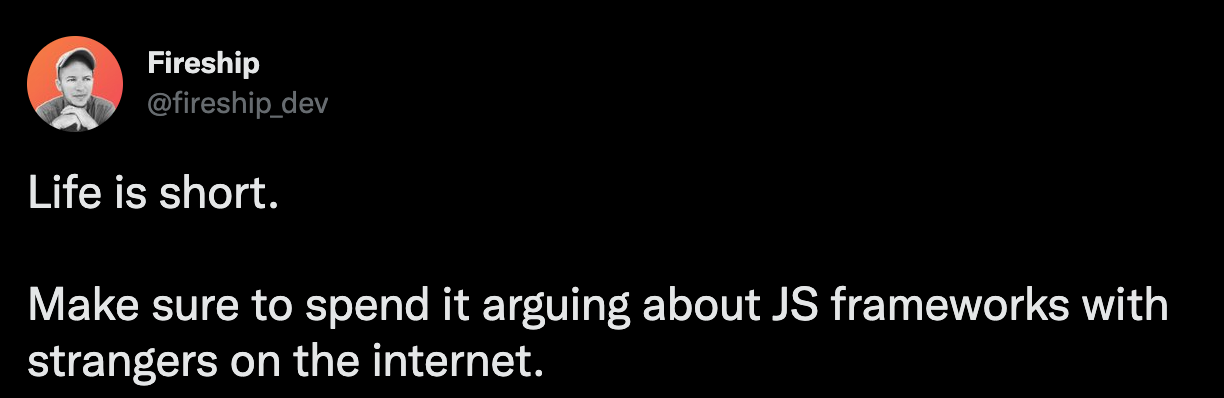 Fireship
@fireship_dev
Life is short.
Make sure to spend it arguing about JS frameworks with
strangers on the internet.